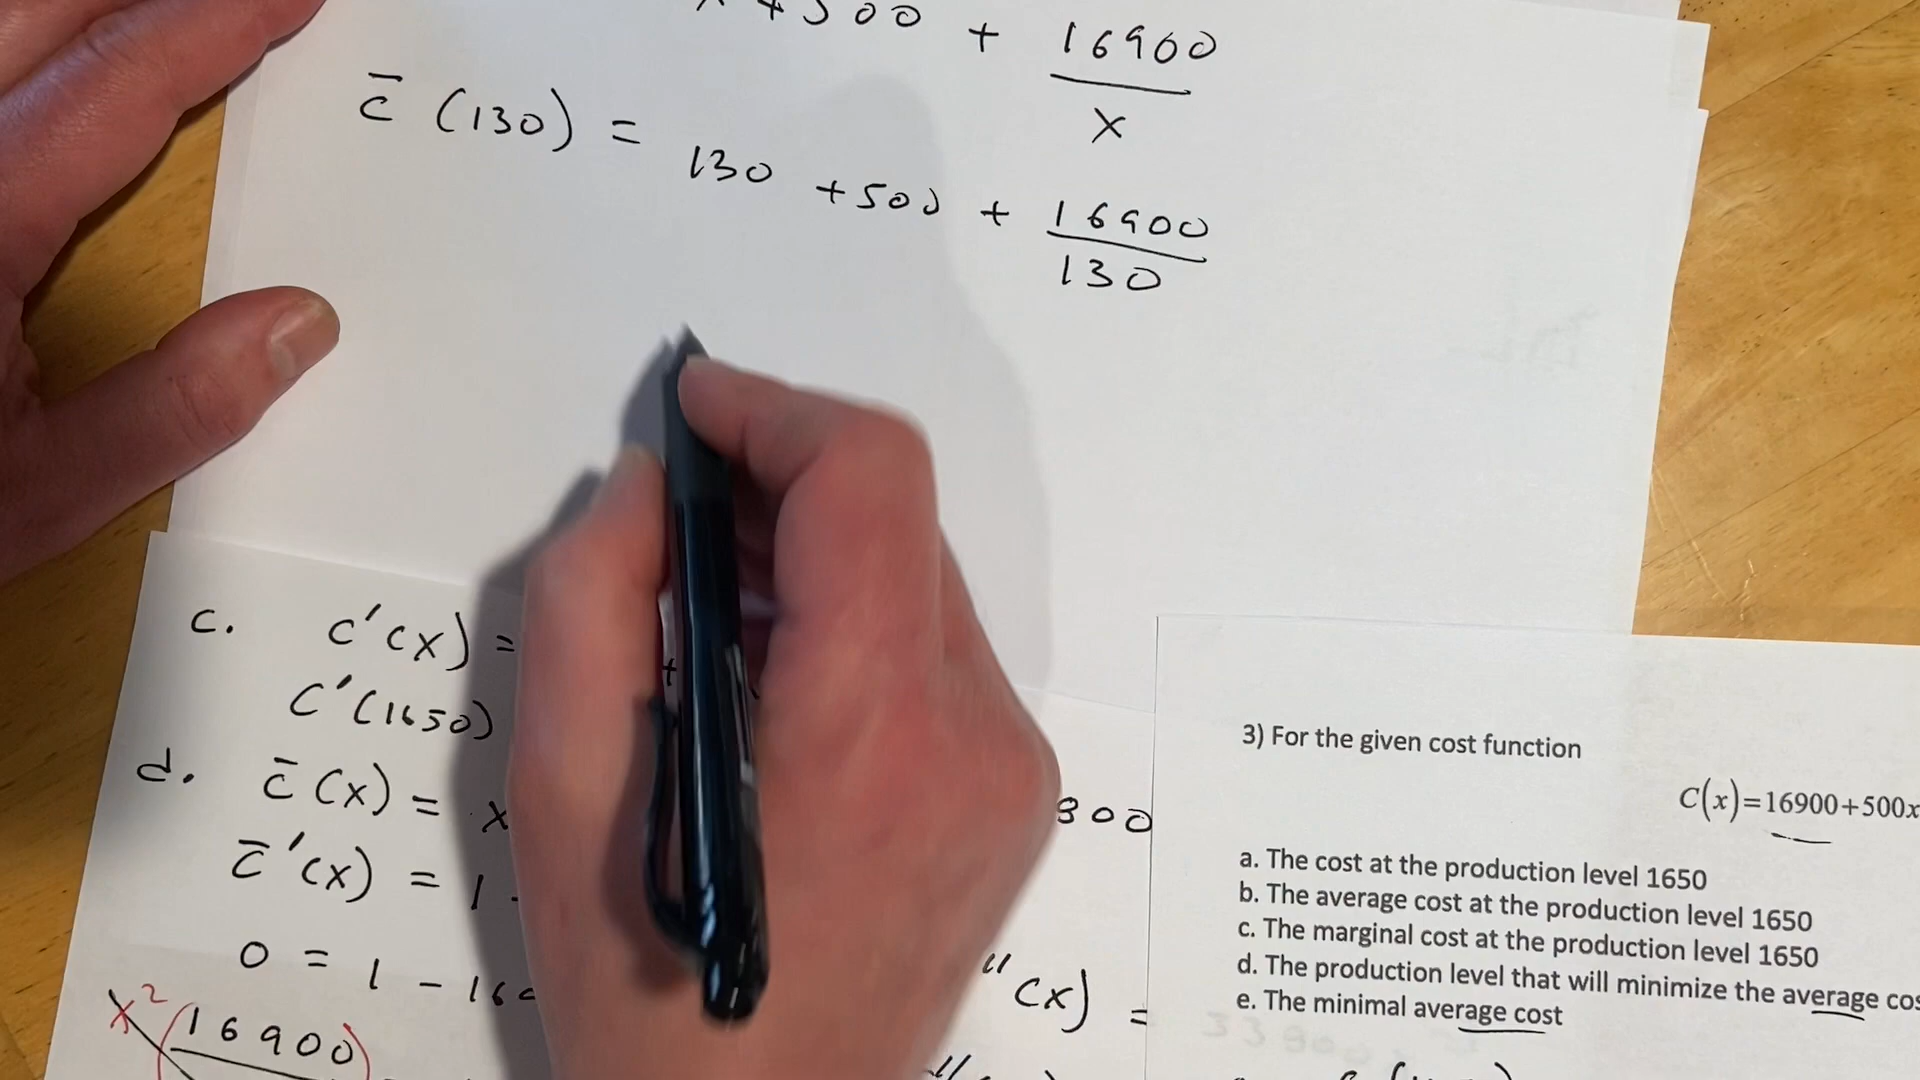 +500 + 16900
x
c̄ (130) = 130 +500 + 16900
130
c. c'(x) =
C'(1650)
d. c̄ (x) = x
300
c̄'(x) = 1 -
0 = 1 - 16
x² (16900)
"(x) =
3) For the given cost function
C(x)=16900+500x
a. The cost at the production level 1650
b. The average cost at the production level 1650
c. The marginal cost at the production level 1650
d. The production level that will minimize the average cos
e. The minimal average cost